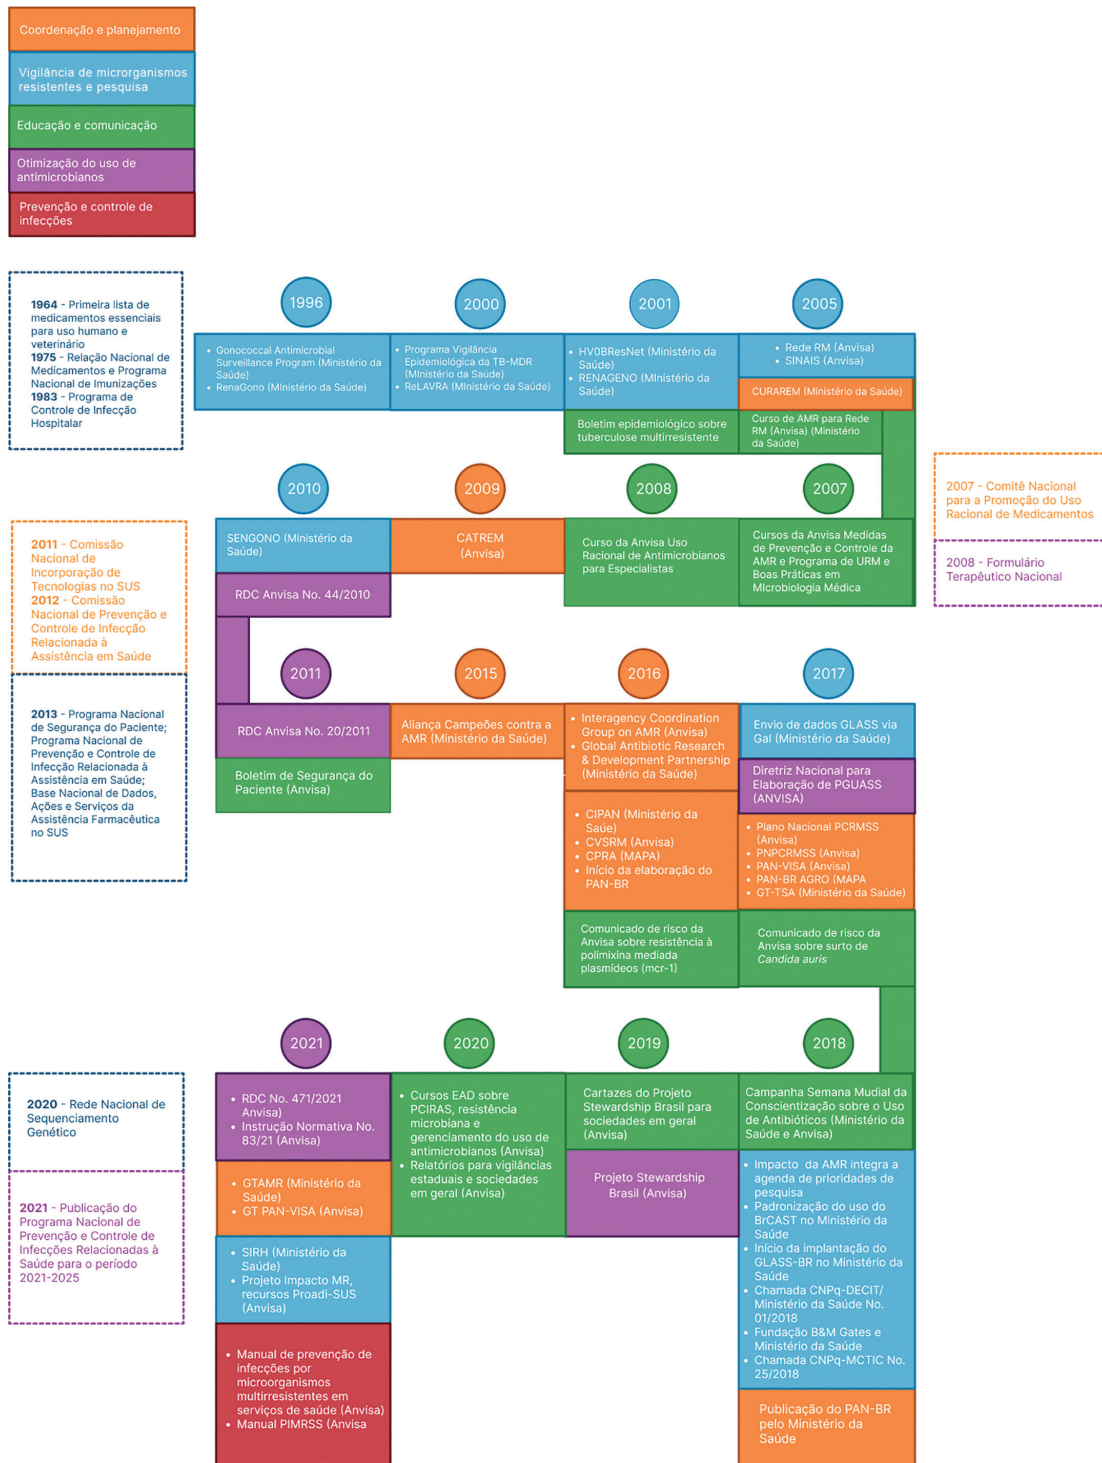 Coordenação e planejamento
Vigilância de microrganismos
resistentes e pesquisa
Educação e comunicação
Otimização do uso de
antimicrobianos
Prevenção e controle de
infecções
1964 - Primeira lista de
medicamentos essenciais
para uso humano e
veterinário
1975 - Relação Nacional de
Medicamentos e Programa
Nacional de Imunizações
1983 - Programa de
Controle de Infecção
Hospitalar
1996
• Gonococcal Antimicrobial
Surveillance Program (Ministério da
Saúde)
• RenaGono (MInistério da Saúde)
2000
• Programa Vigilância
Epidemiológica da TB-MDR
(Ministério da Saúde)
• ReLAVRA (MInistério da Saúde)
2001
• HV0BResNet (Ministério da
Saúde)
• RENAGENO (MInistério da
Saúde)
Boletim epidemiológico sobre
tuberculose multirresistente
2005
• Rede RM (Anvisa)
• SINAIS (Anvisa)
CURAREM (Ministério da Saúde)
Curso de AMR para Rede
RM (Anvisa) (Ministério
da Saúde)
2007 - Comitê Nacional
para a Promoção do Uso
Racional de Medicamentos
2008 - Formulário
Terapêutico Nacional
2010
SENGONO (Ministério da
Saúde)
RDC Anvisa No. 44/2010
2009
CATREM
(Anvisa)
2008
Curso da Anvisa Uso
Racional de Antimicrobianos
para Especialistas
2007
Cursos da Anvisa Medidas
de Prevenção e Controle da
AMR e Programa de URM e
Boas Práticas em
MIcrobiologia Médica
2011 - Comissão
Nacional de
Incorporação de
Tecnologias no SUS
2012 - Comissão
Nacional de Prevenção e
Controle de Infecção
Relacionada à
Assistência em Saúde
2013 - Programa Nacional
de Segurança do Paciente;
Programa Nacional de
Prevenção e Controle de
Infecção Relacionada à
Assistência em Saúde;
Base Nacional de Dados,
Ações e Serviços da
Assistência Farmacêutica
no SUS
2011
RDC Anvisa No. 20/2011
Boletim de Segurança do
Paciente (Anvisa)
2015
Aliança Campeões contra a
AMR (Ministério da Saúde)
2016
• Interagency Coordination
Group on AMR (Anvisa)
• Global Antibiotic Research
& Development Partnership
(Ministério da Saúde)
• CIPAN (Ministério da
Saúe)
• CVSRM (Anvisa)
• CPRA (MAPA)
• Início da elaboração do
PAN-BR
Comunicado de risco da
Anvisa sobre resistência à
polimixina mediada
plasmídeos (mcr-1)
2017
Envio de dados GLASS via
Gal (Ministério da Saúde)
Diretriz Nacional para
Elaboração de PGUASS
(ANVISA)
• Plano Nacional PCRMSS
(Anvisa)
• PNPCRMSS (Anvisa)
• PAN-VISA (Anvisa)
• PAN-BR AGRO (MAPA
• GT-TSA (Ministério da Saúde)
Comunicado de risco da
Anvisa sobre surto de
Candida auris
2020 - Rede Nacional de
Sequenciamento
Genético
2021 - Publicação do
Programa Nacional de
Prevenção e Controle de
Infecções Relacionadas à
Saúde para o período
2021-2025
2021
• RDC No. 471/2021
Anvisa)
• Instrução Normativa No.
83/21 (Anvisa)
• GTAMR (Ministério da
Saúde)
• GT PAN-VISA (Anvisa)
• SIRH (Ministério da
Saúde)
• Projeto Impacto MR,
recursos Proadi-SUS
(Anvisa)
• Manual de prevenção de
infecções por
microorganismos
multirresistentes em
serviços de saúde (Anvisa)
• Manual PIMRSS (Anvisa
2020
• Cursos EAD sobre
PCIRAS, resistência
microbiana e
gerenciamento do uso de
antimicrobianos (Anvisa)
• Relatórios para vigilâncias
estaduais e sociedades
em geral (Anvisa)
2019
Cartazes do Projeto
Stewardship Brasil para
sociedades em geral
(Anvisa)
Projeto Stewardship
Brasil (Anvisa)
2018
Campanha Semana Mudial da
Conscientização sobre o Uso
de Antibióticos (Ministério da
Saúde e Anvisa)
• Impacto da AMR integra a
agenda de prioridades de
pesquisa
• Padronização do uso do
BrCAST no Ministério da
Saúde
• Início da implantação do
GLASS-BR no Ministério da
Saúde
• Chamada CNPq-DECIT/
Ministério da Saúde No.
01/2018
• Fundação B&M Gates e
Ministério da Saúde
• Chamada CNPq-MCTIC No.
25/2018
Publicação do PAN-BR
pelo Ministério da
Saúde